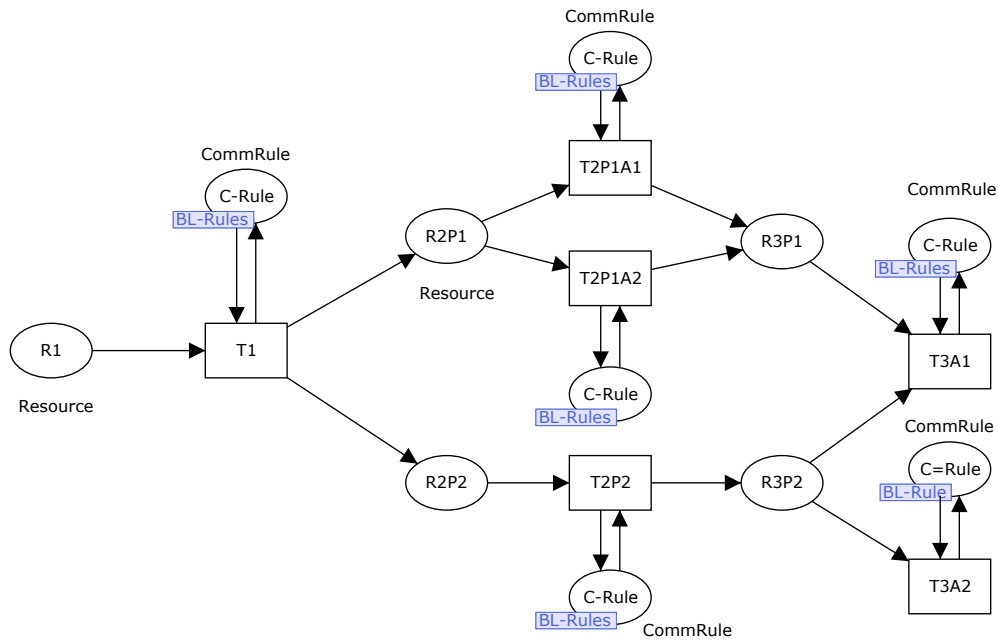 CommRule
C-Rule
BL-Rules
T2P1A1
CommRule
C-Rule
BL-Rules
CommRule
C-Rule
BL-Rules
R2P1
Resource
R3P1
T2P1A2
R1
Resource
T1
T3A1
C-Rule
BL-Rules
CommRule
C=Rule
BL-Rule
R2P2
T2P2
R3P2
T3A2
C-Rule
BL-Rules
CommRule